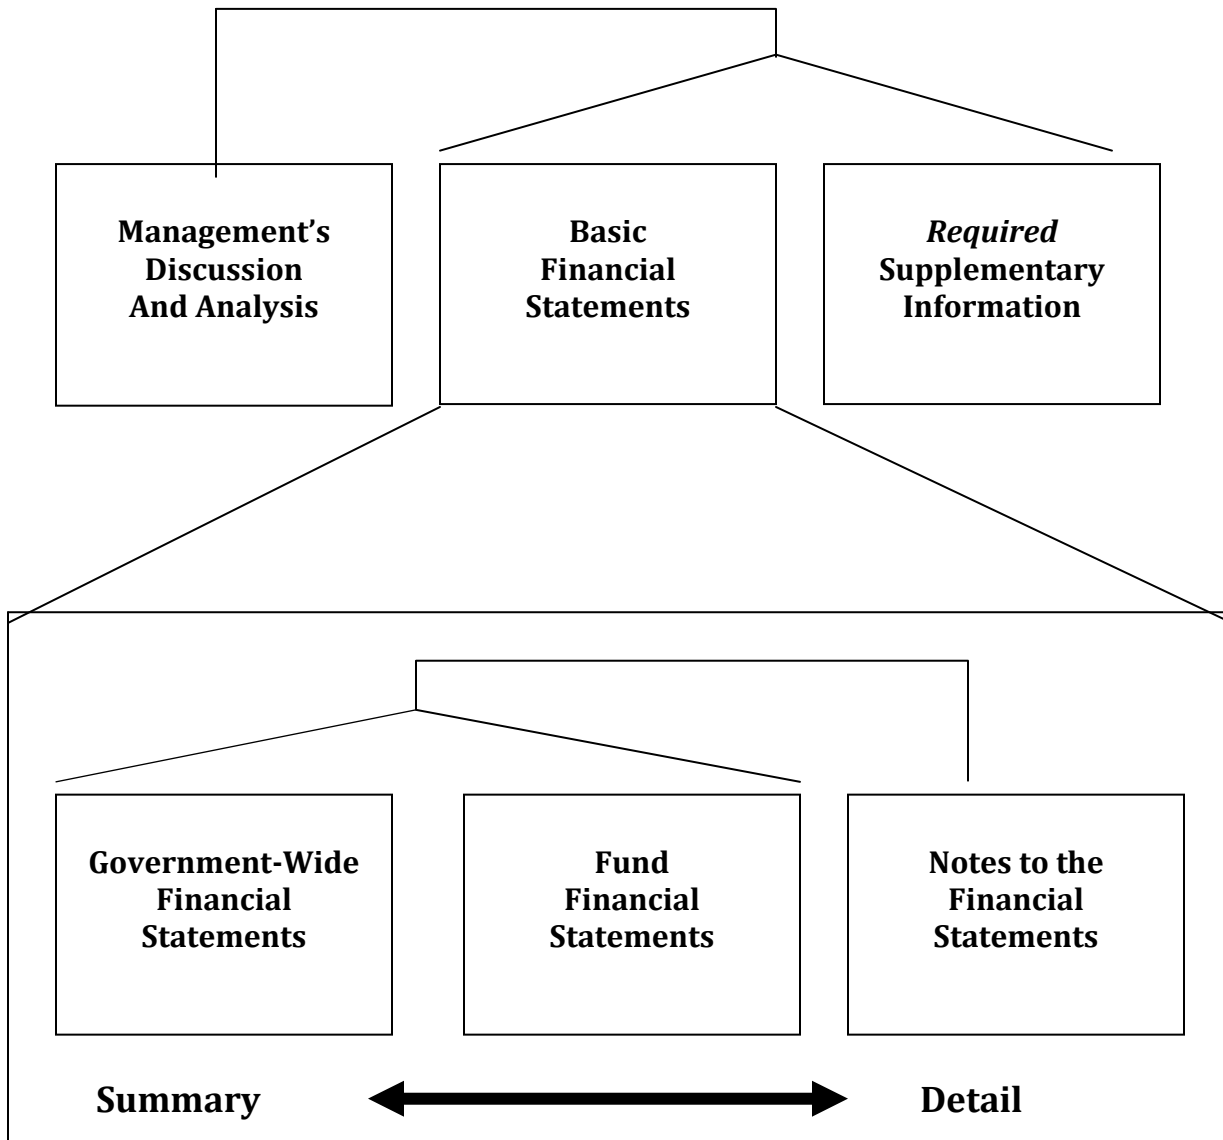 Management’s
Discussion
And Analysis
Basic
Financial
Statements
Required
Supplementary
Information
Government-Wide
Financial
Statements
Fund
Financial
Statements
Notes to the
Financial
Statements
Summary
Detail